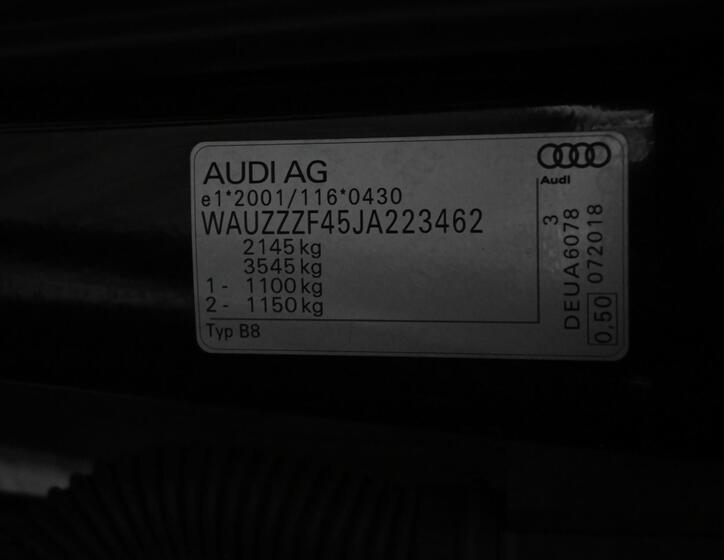 AUDI AG
e1*2001/116*0430
WAUZZZF45JA223462
2145 kg
3545 kg
1 - 1100 kg
2 - 1150 kg
Typ B8
Audi
3
DEUA6078
072018
0,50